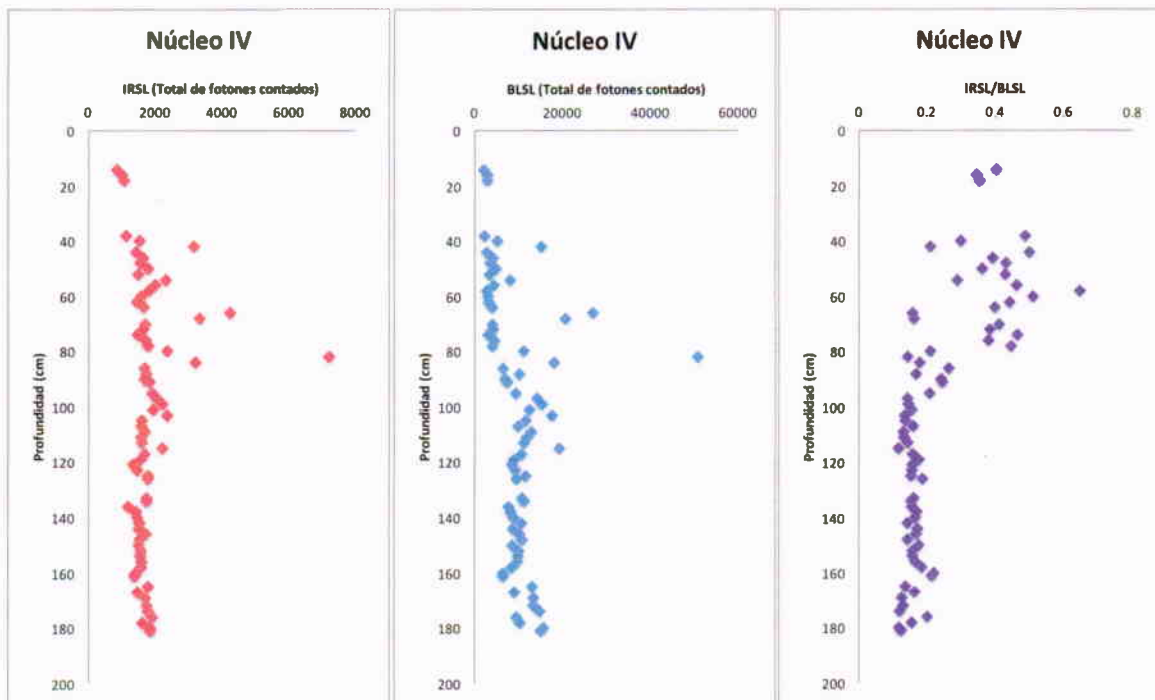 Núcleo IV
IRSL (Total de fotones contados)
0 2000 4000 6000 8000
0
20
40
60
80
100
120
140
160
180
200
Profundidad (cm)
Núcleo IV
BLSL (Total de fotones contados)
0 20000 40000 60000
0
20
40
60
80
100
120
140
160
180
200
Profundidad (cm)
Núcleo IV
IRSL/BLSL
0 0.2 0.4 0.6 0.8
0
20
40
60
80
100
120
140
160
180
200
Profundidad (cm)